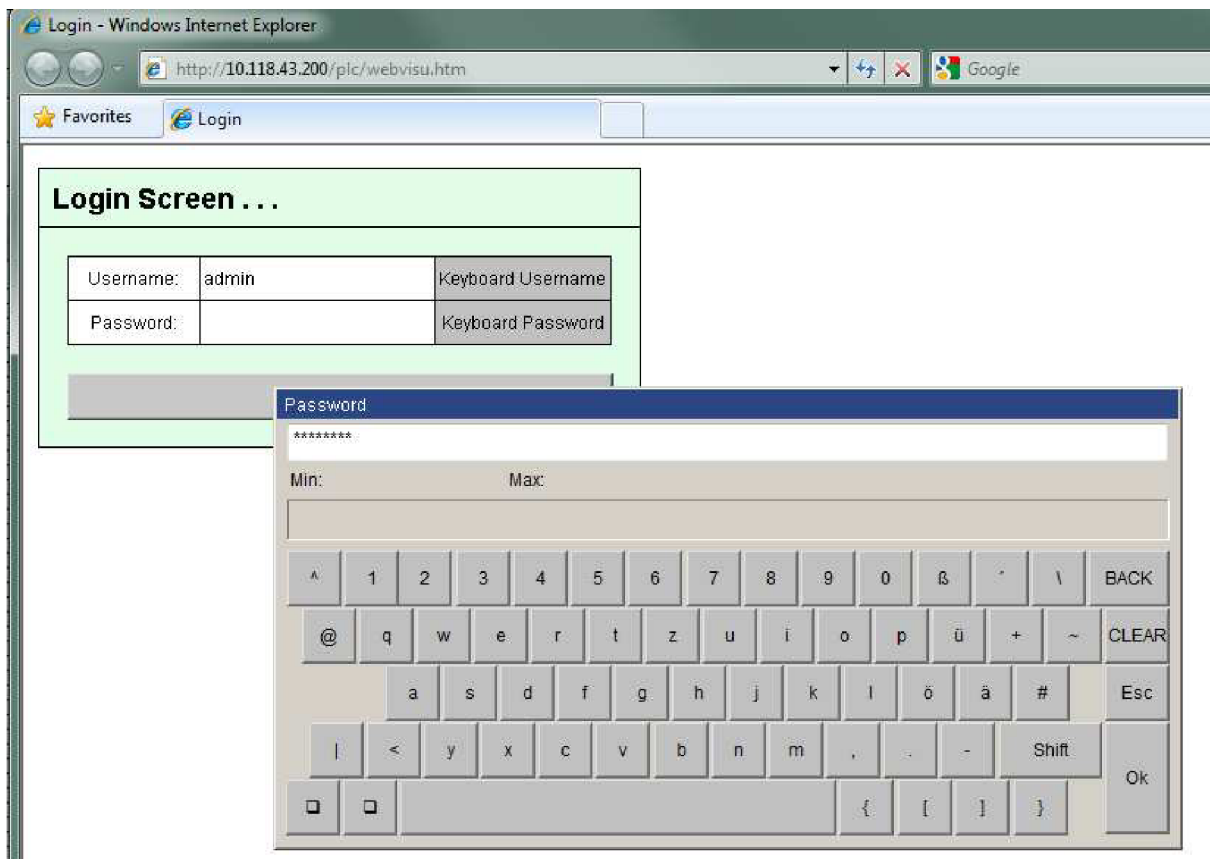 Login - Windows Internet Explorer
http://10.118.43.200/plc/webvisu.htm
Google
Favorites
Login
Login Screen . . .
Username: admin Keyboard Username
Password: Keyboard Password
Password
********
Min: Max:
^ 1 2 3 4 5 6 7 8 9 0 ß ´ \ BACK
@ q w e r t z u i o p ü + ~ CLEAR
a s d f g h j k l ö ä # Esc
| < y x c v b n m , . - Shift
Ok
{ [ ] }